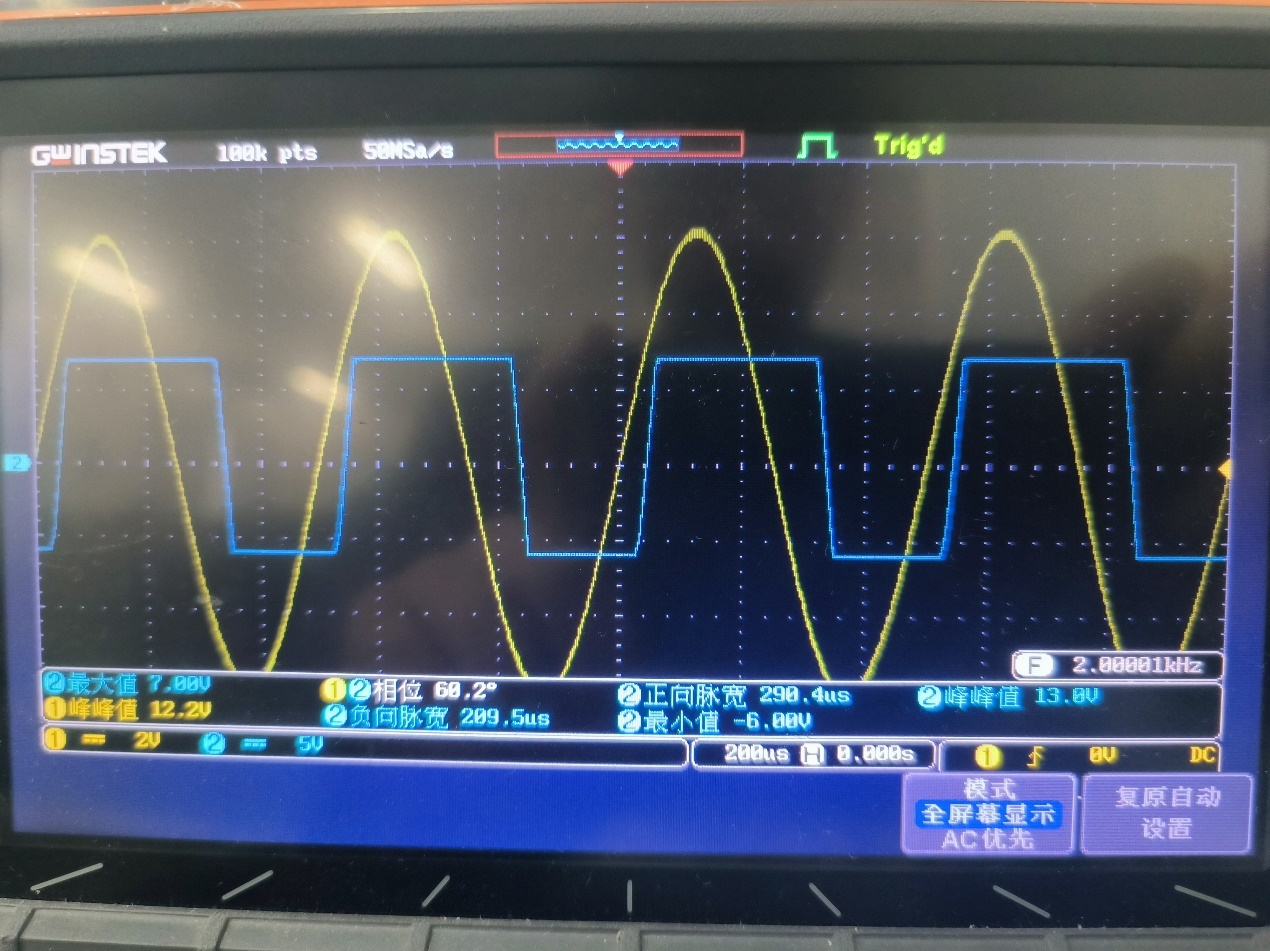 GWINSTEK 100k pts 50MSa/s Trig'd
2
F 2.00001kHz
2最大值 7.00V 1 2相位 60.2° 2正向脉宽 290.4us 2峰峰值 13.0V
1峰峰值 12.2V 2负向脉宽 209.5us 2最小值 -6.00V
1 2V 2 5V 200us H 0.000s 1 0V DC
模式
全屏幕显示
AC优先
复原自动
设置